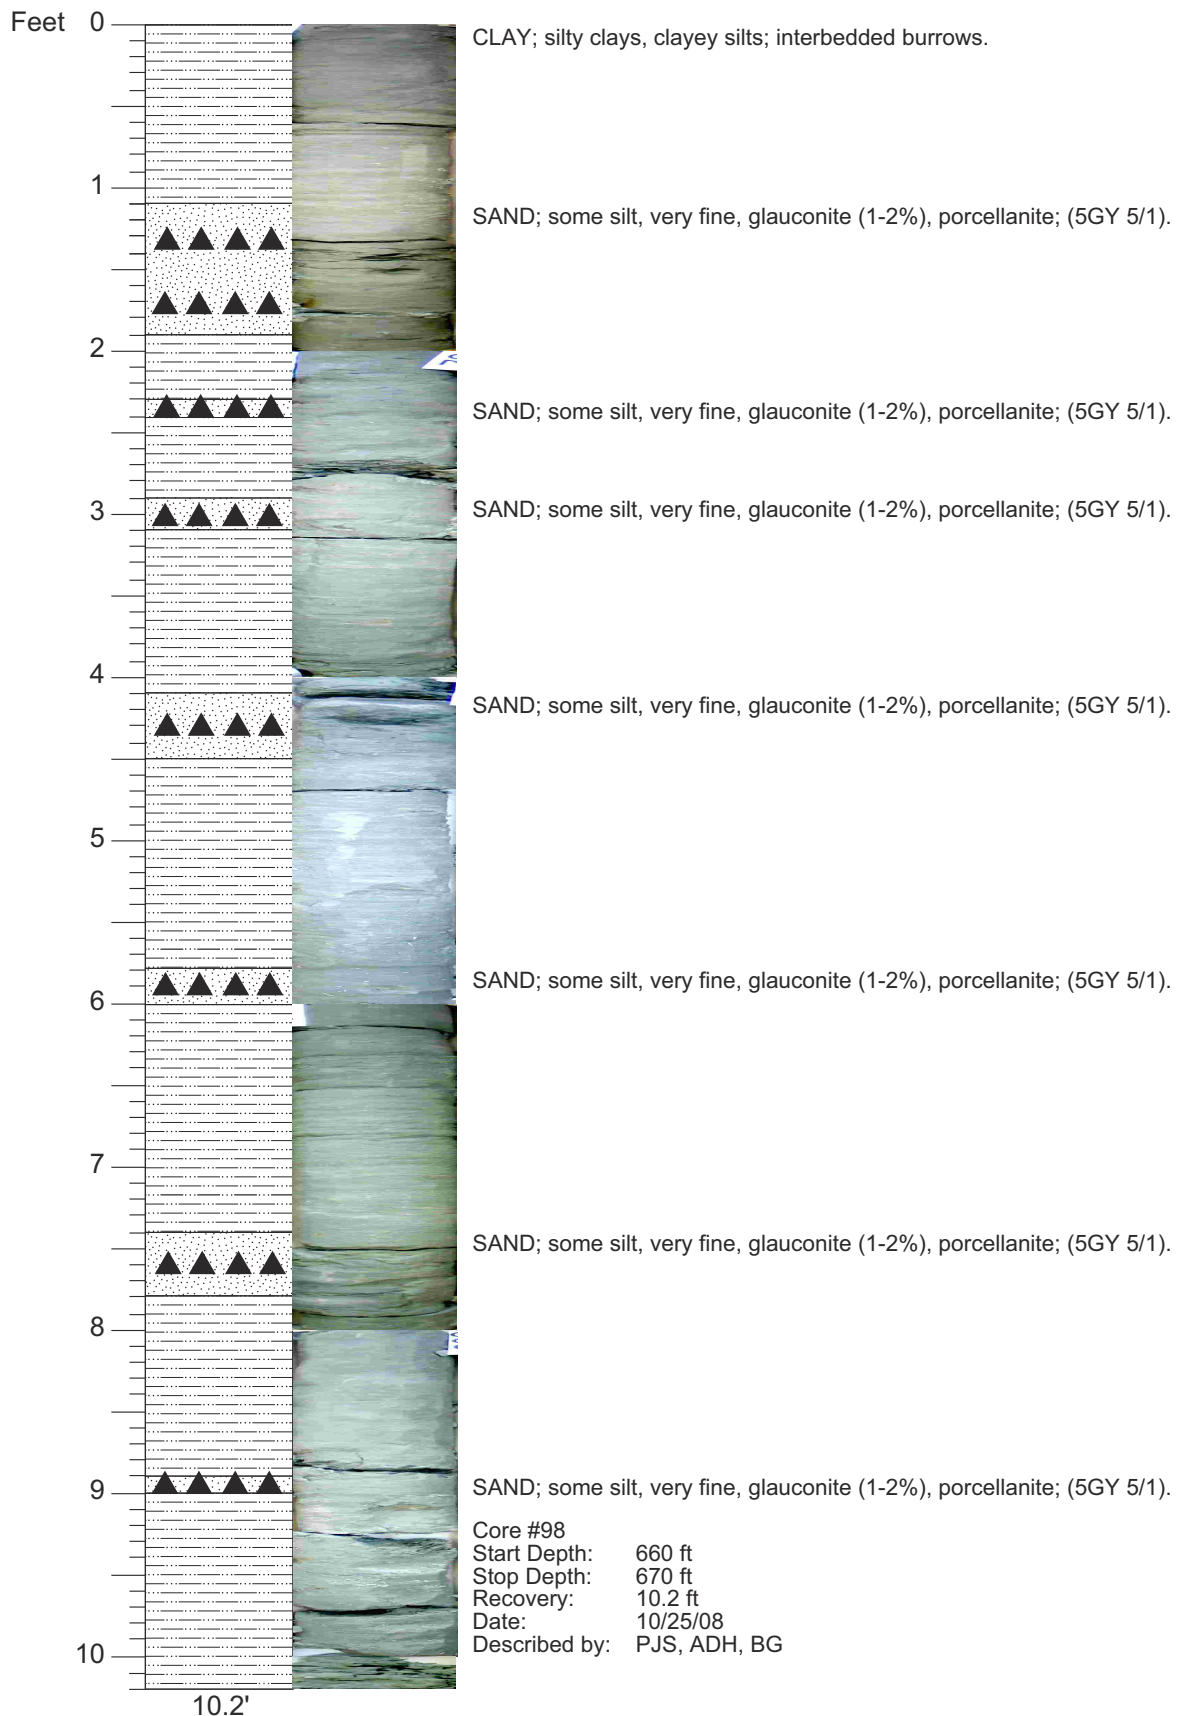 Feet 0
CLAY; silty clays, clayey silts; interbedded burrows.
1
SAND; some silt, very fine, glauconite (1-2%), porcellanite; (5GY 5/1).
2
SAND; some silt, very fine, glauconite (1-2%), porcellanite; (5GY 5/1).
3
SAND; some silt, very fine, glauconite (1-2%), porcellanite; (5GY 5/1).
4
SAND; some silt, very fine, glauconite (1-2%), porcellanite; (5GY 5/1).
5
SAND; some silt, very fine, glauconite (1-2%), porcellanite; (5GY 5/1).
6
7
SAND; some silt, very fine, glauconite (1-2%), porcellanite; (5GY 5/1).
8
9
SAND; some silt, very fine, glauconite (1-2%), porcellanite; (5GY 5/1).
Core #98
Start Depth: 660 ft
Stop Depth: 670 ft
Recovery: 10.2 ft
Date: 10/25/08
Described by: PJS, ADH, BG
10
10.2'